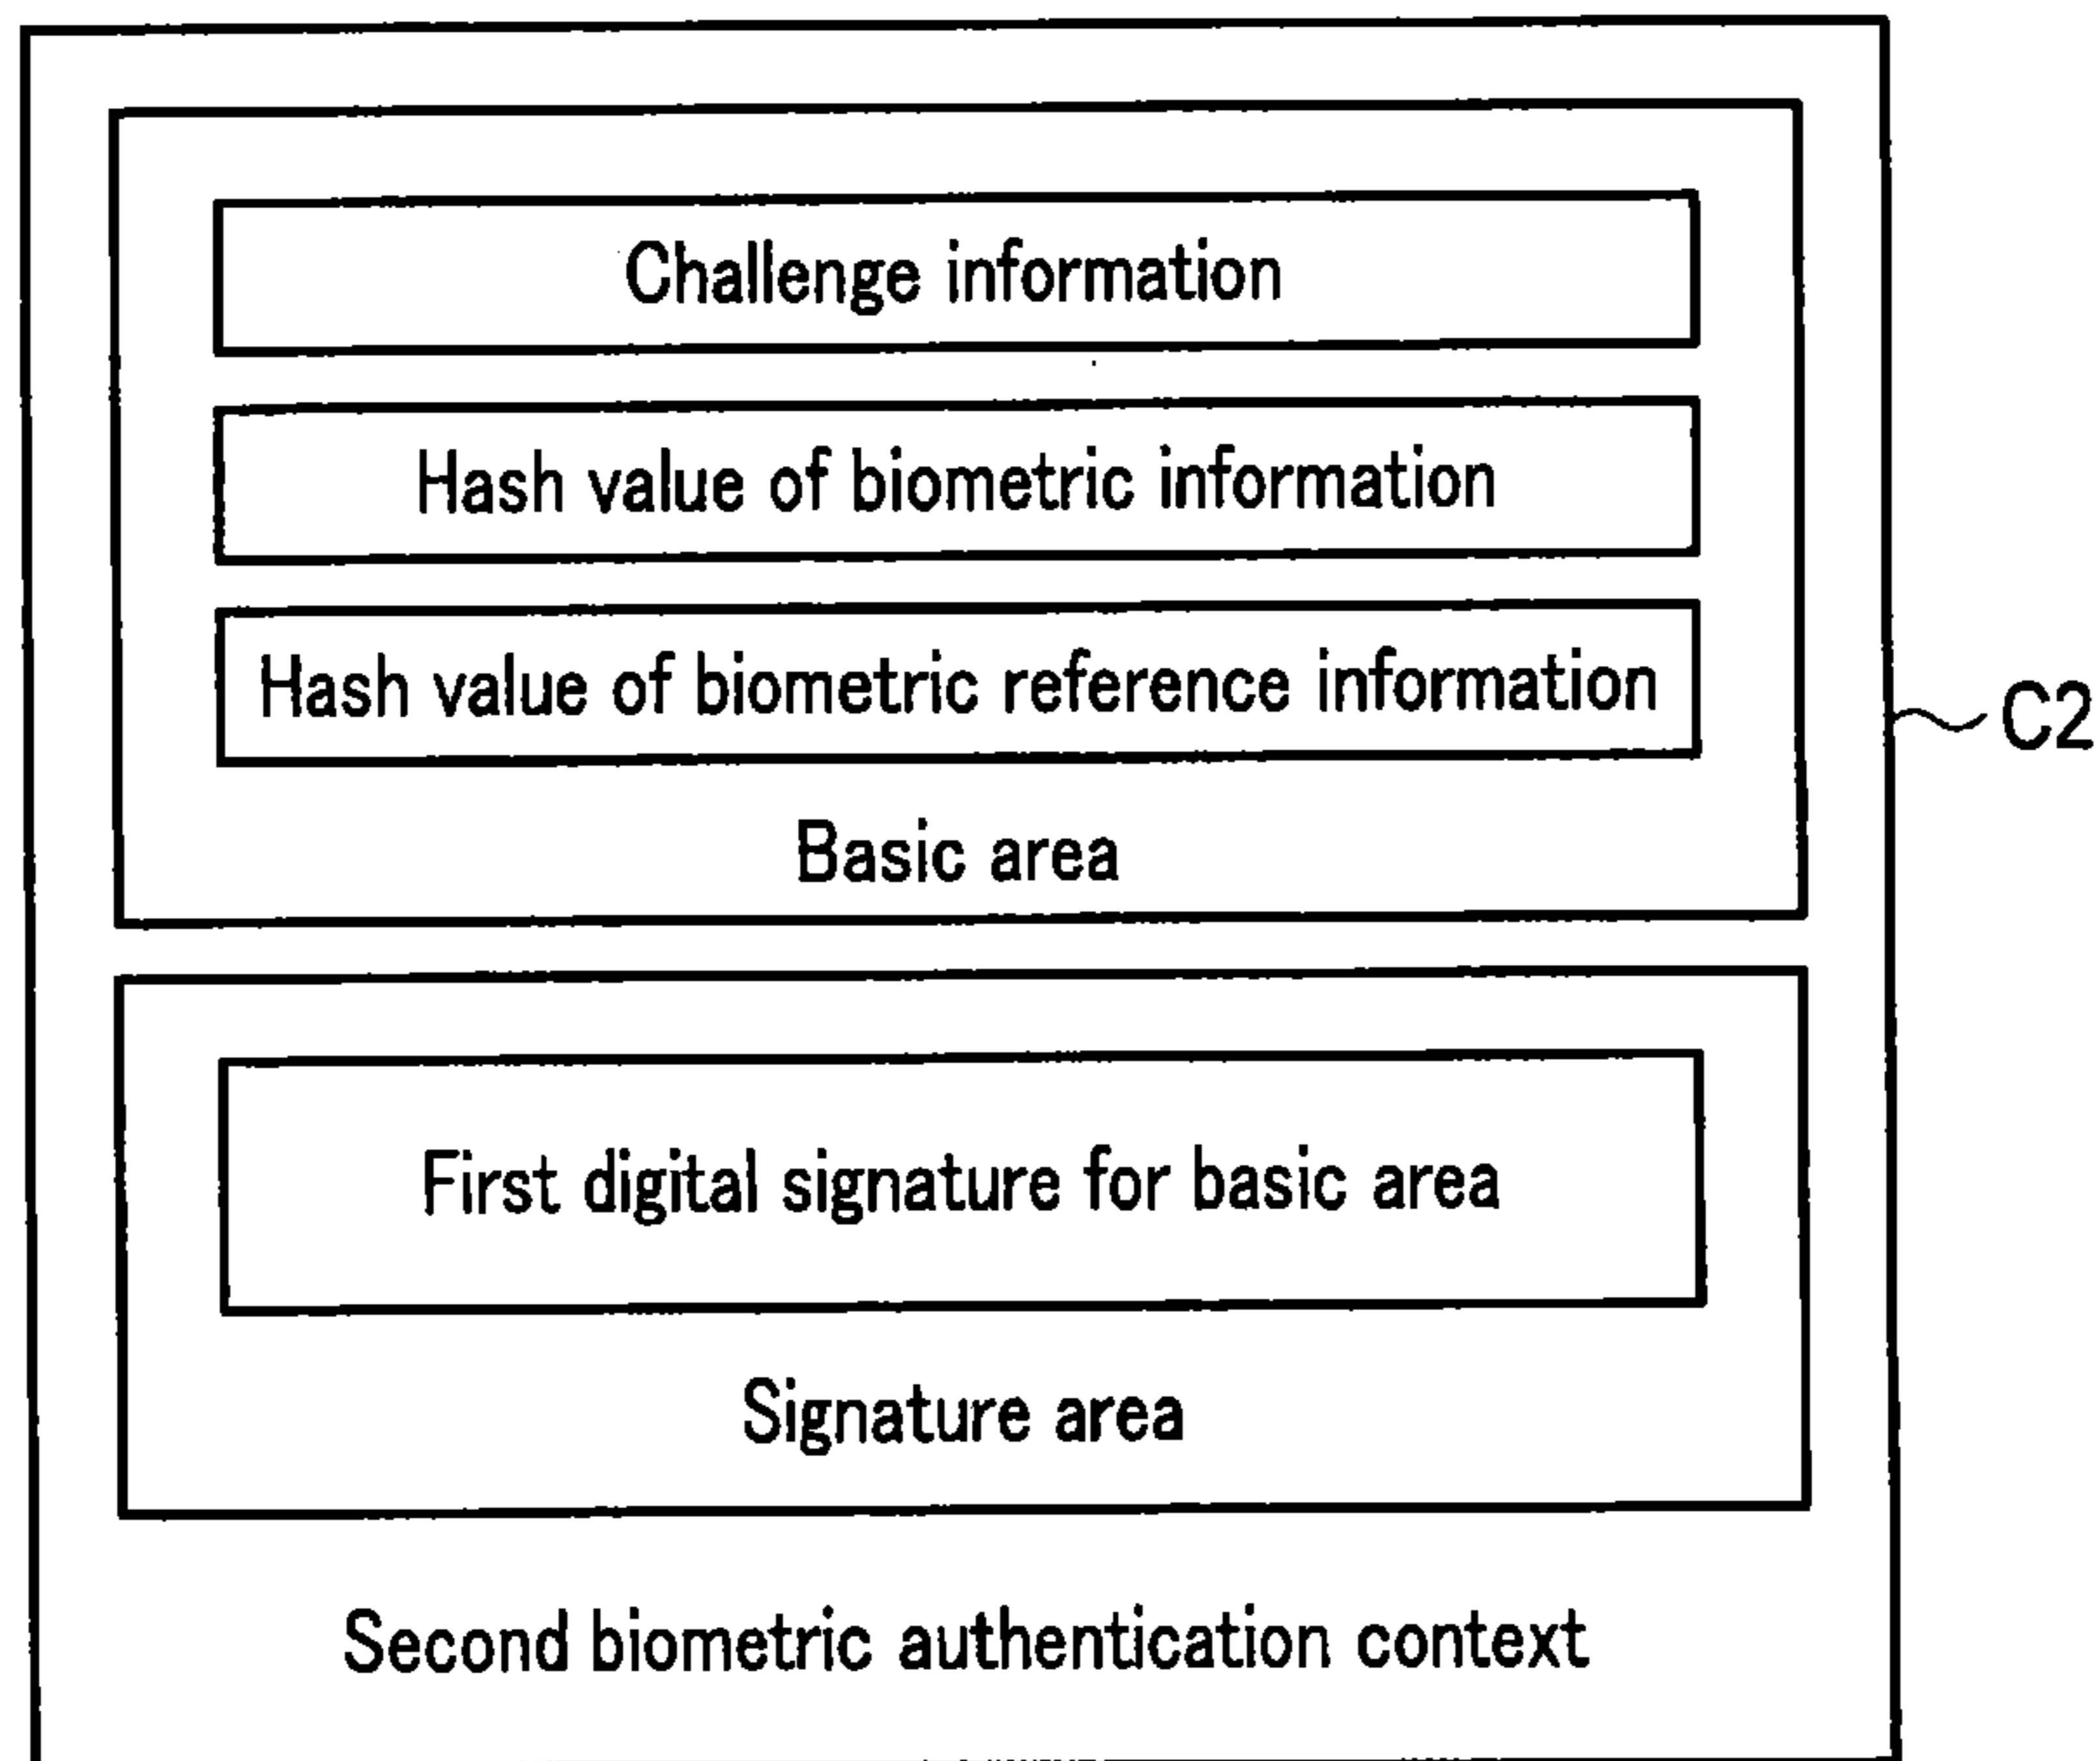 Challenge information
Hash value of biometric information
Hash value of biometric reference information
C2
Basic area
First digital signature for basic area
Signature area
Second biometric authentication context